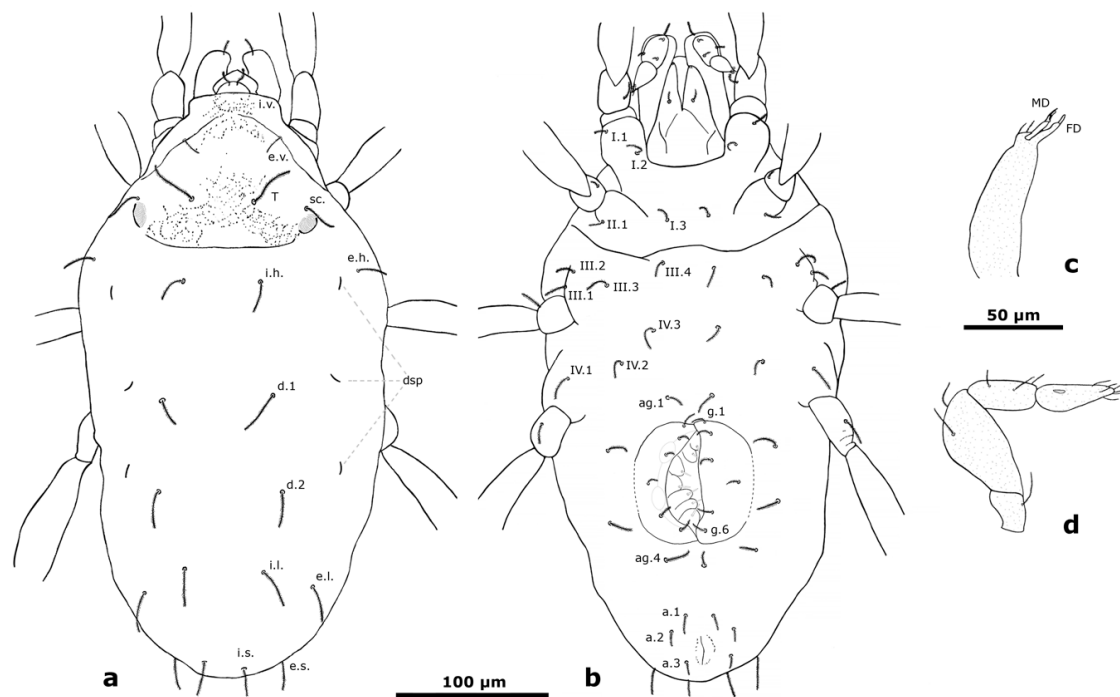 i.v.
e.v.
T
sc.
i.h.
e.h.
d.1
dsp
d.2
i.l.
e.l.
i.s.
e.s.
a
100 µm
I.1
I.2
II.1
I.3
III.2
III.1
III.3
III.4
IV.3
IV.2
IV.1
ag.1
g.1
g.6
ag.4
a.1
a.2
a.3
b
MD
FD
c
50 µm
d